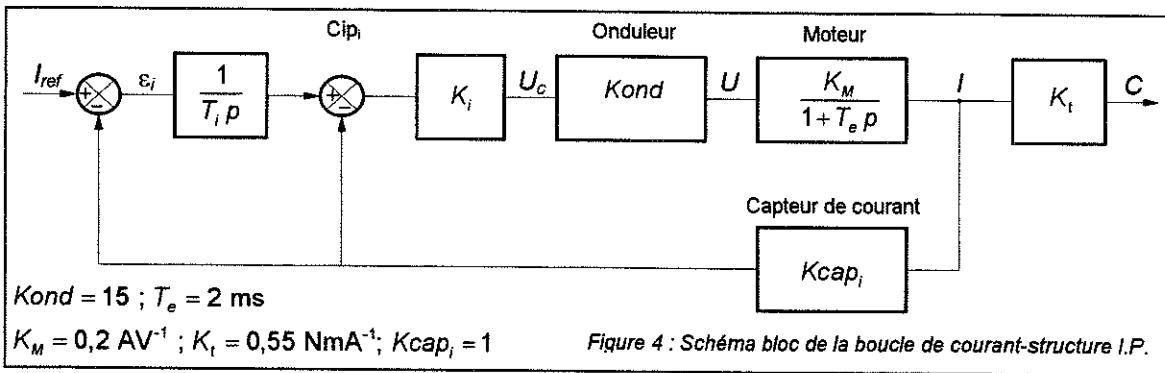 Cip_i Onduleur Moteur
I_ref + − ε_i 1 / (T_i p) + − K_i U_c Kond U K_M / (1 + T_e p) I K_t C
Capteur de courant
Kcap_i
Kond = 15 ; T_e = 2 ms
K_M = 0,2 AV⁻¹ ; K_t = 0,55 NmA⁻¹; Kcap_i = 1
Figure 4 : Schéma bloc de la boucle de courant-structure I.P.